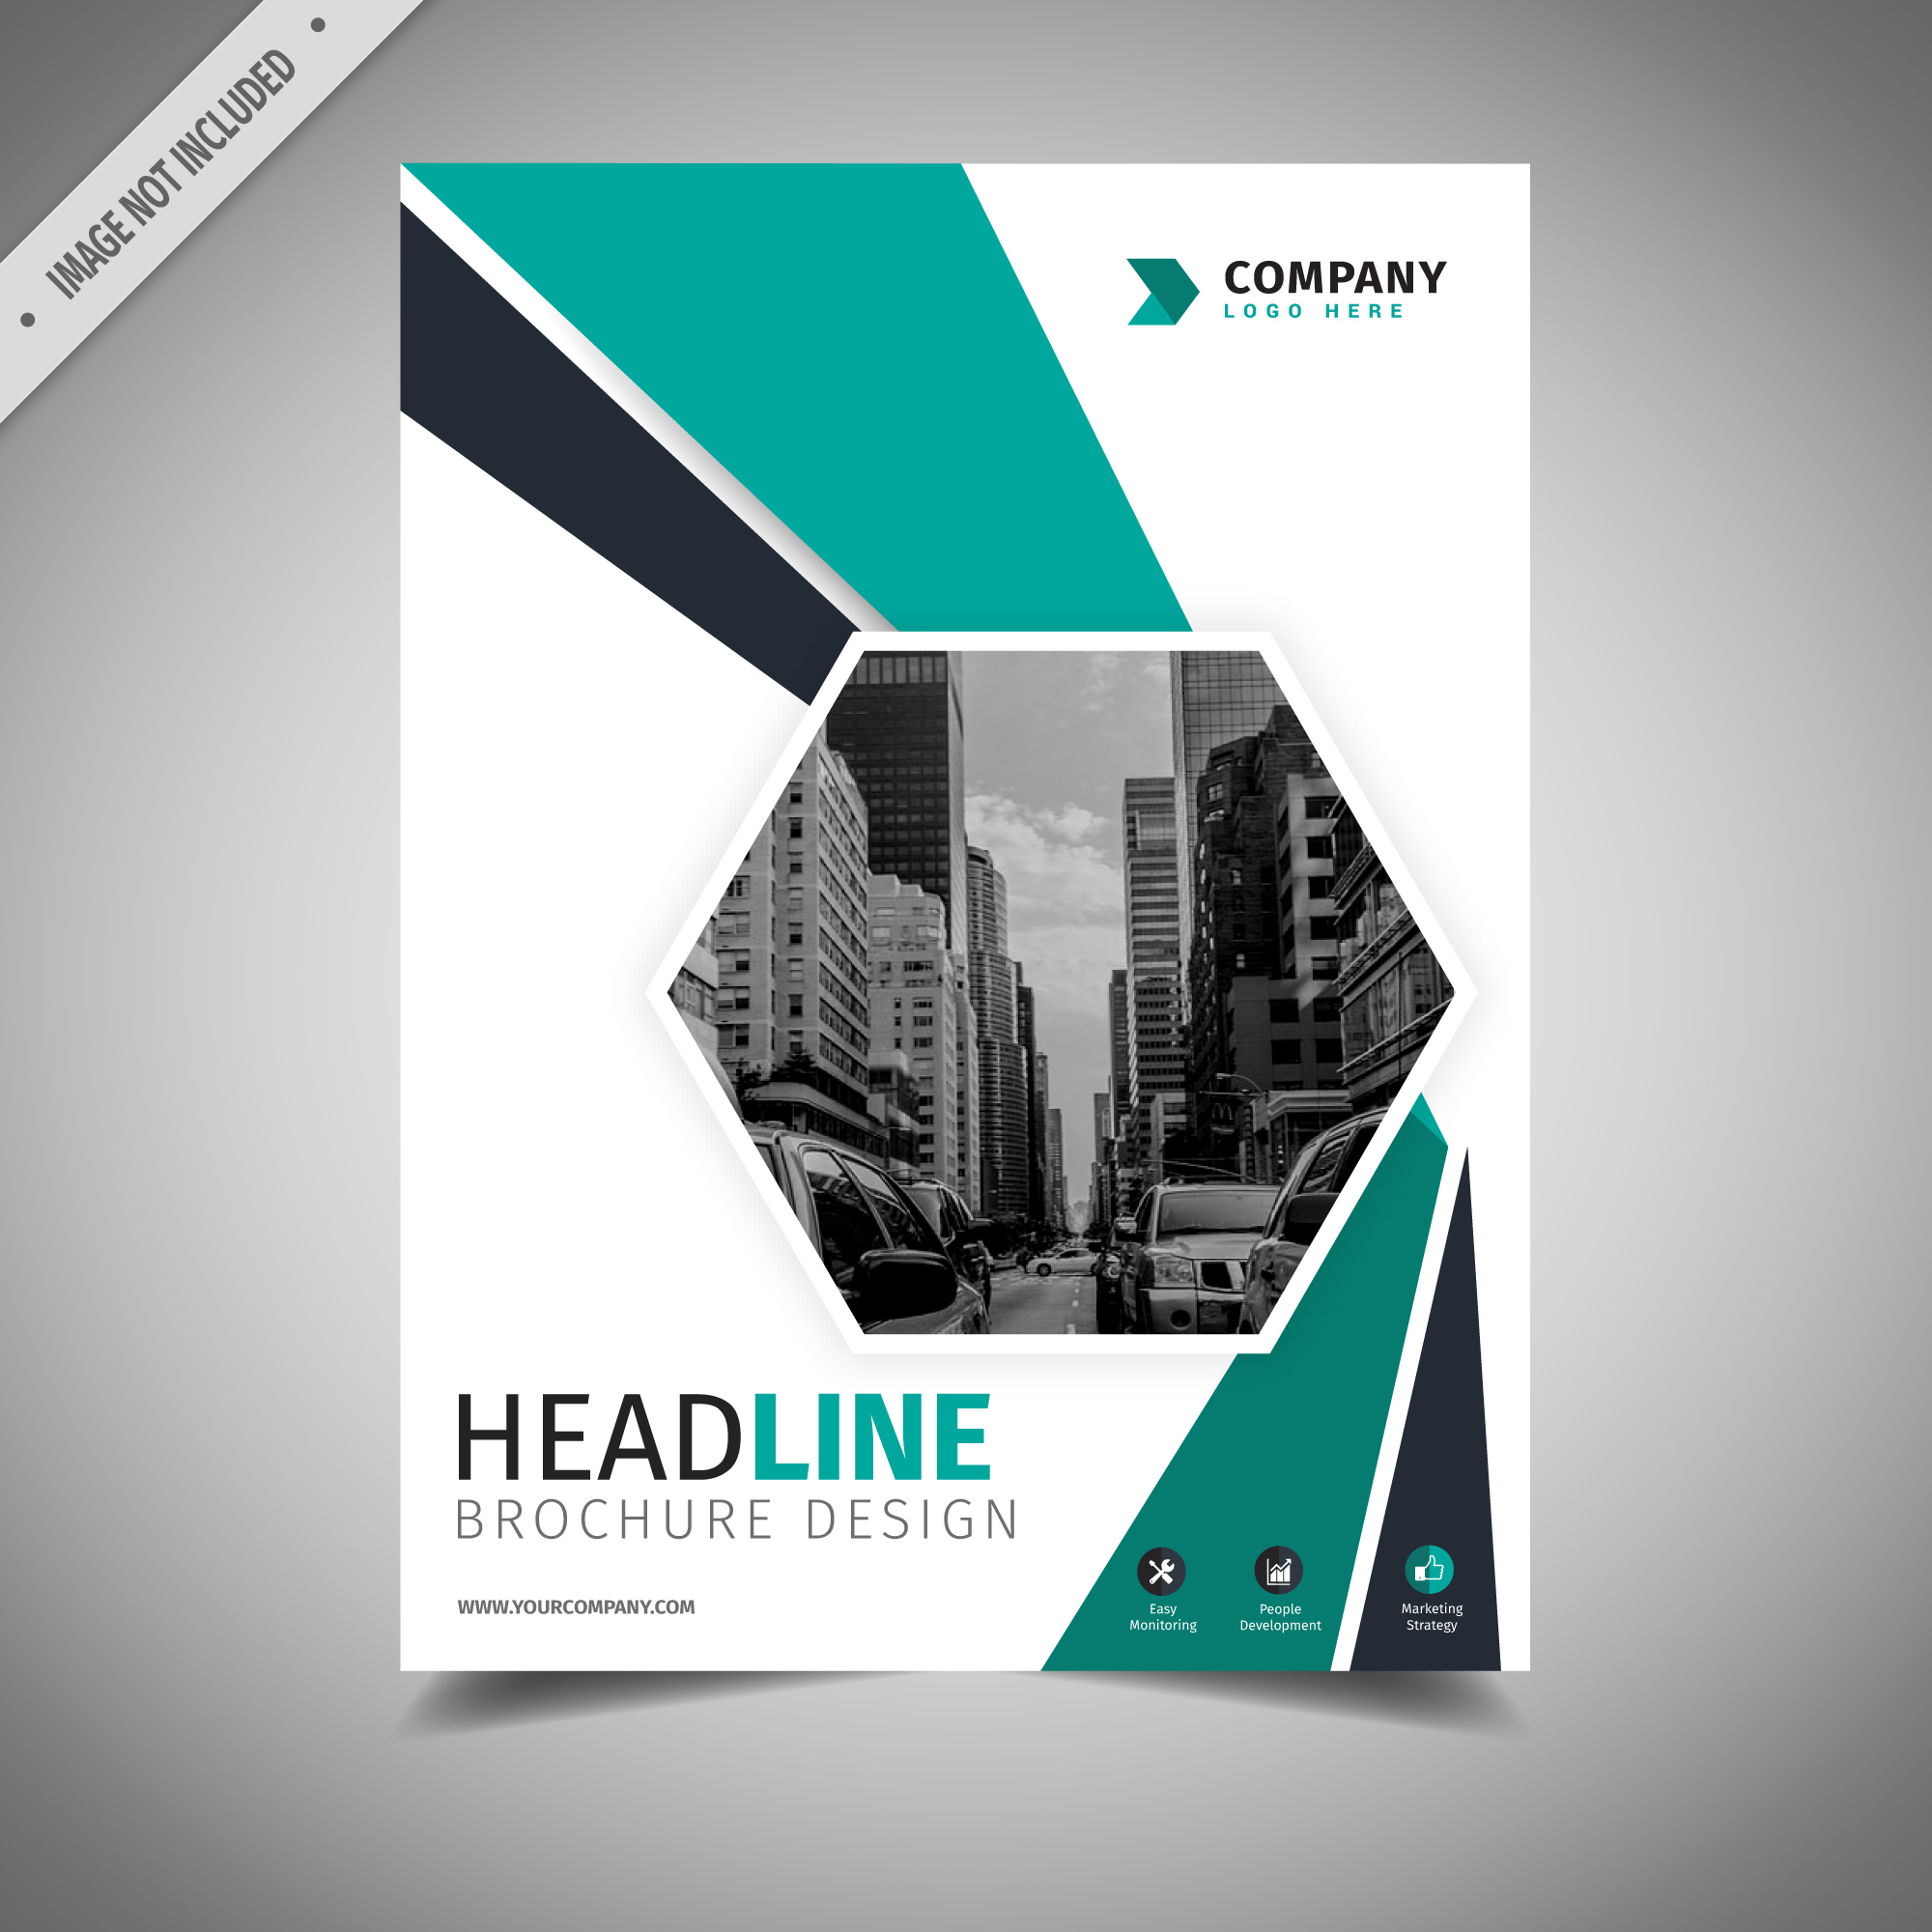 IMAGE NOT INCLUDED
COMPANY
LOGO HERE
HEADLINE
BROCHURE DESIGN
WWW.YOURCOMPANY.COM
Easy
Monitoring
People
Development
Marketing
Strategy